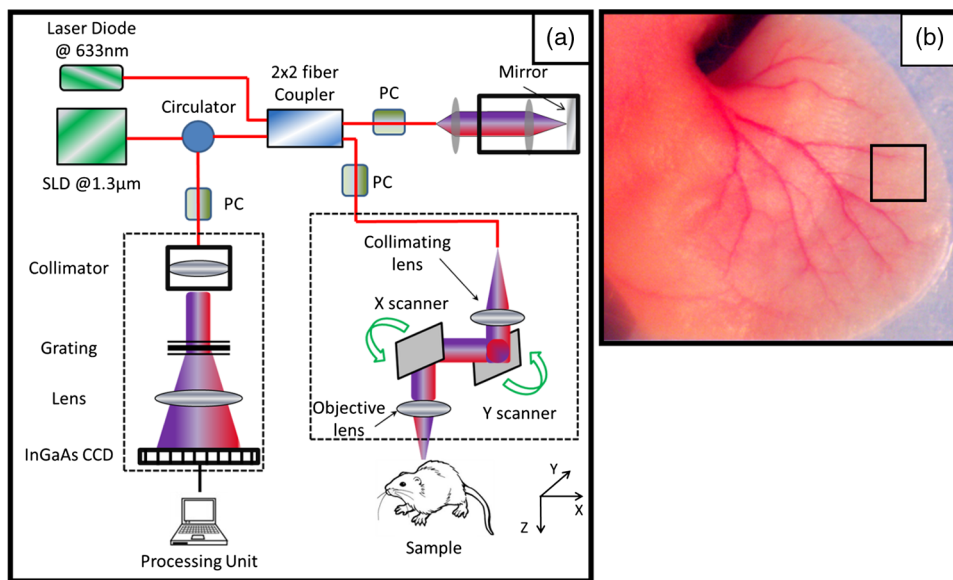 Laser Diode
@ 633nm
2x2 fiber
Coupler
(a)
Mirror
PC
Circulator
SLD @1.3µm
PC
PC
Collimator
Grating
Lens
InGaAs CCD
Processing Unit
Collimating
lens
X scanner
Y scanner
Objective
lens
Sample
Y
X
Z
(b)